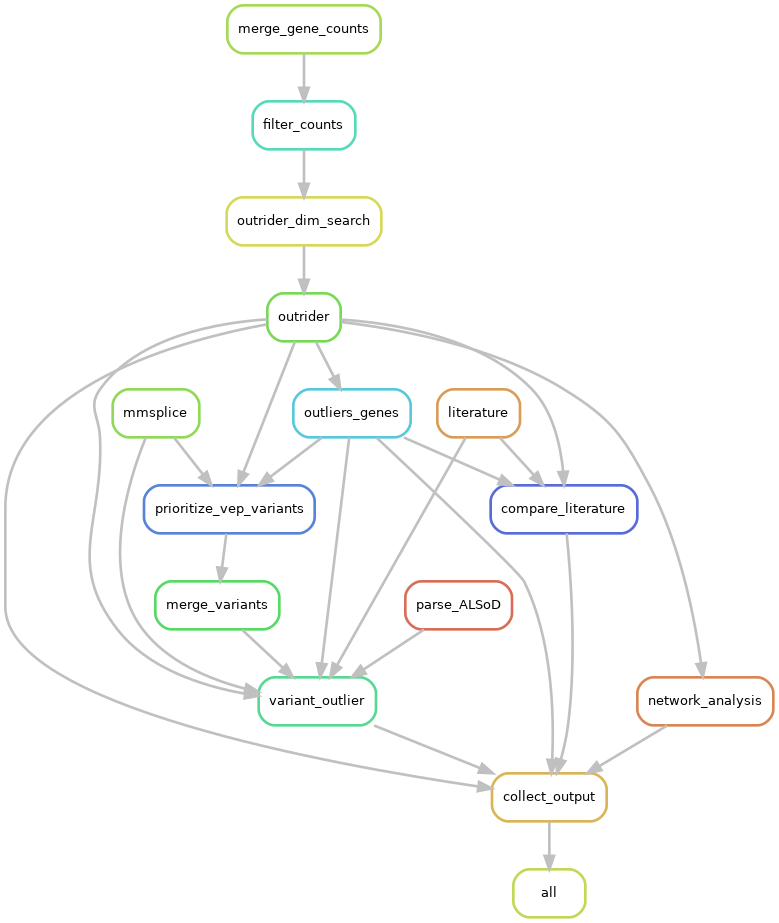 merge_gene_counts
filter_counts
outrider_dim_search
outrider
mmsplice
outliers_genes
literature
prioritize_vep_variants
compare_literature
merge_variants
parse_ALSoD
variant_outlier
network_analysis
collect_output
all